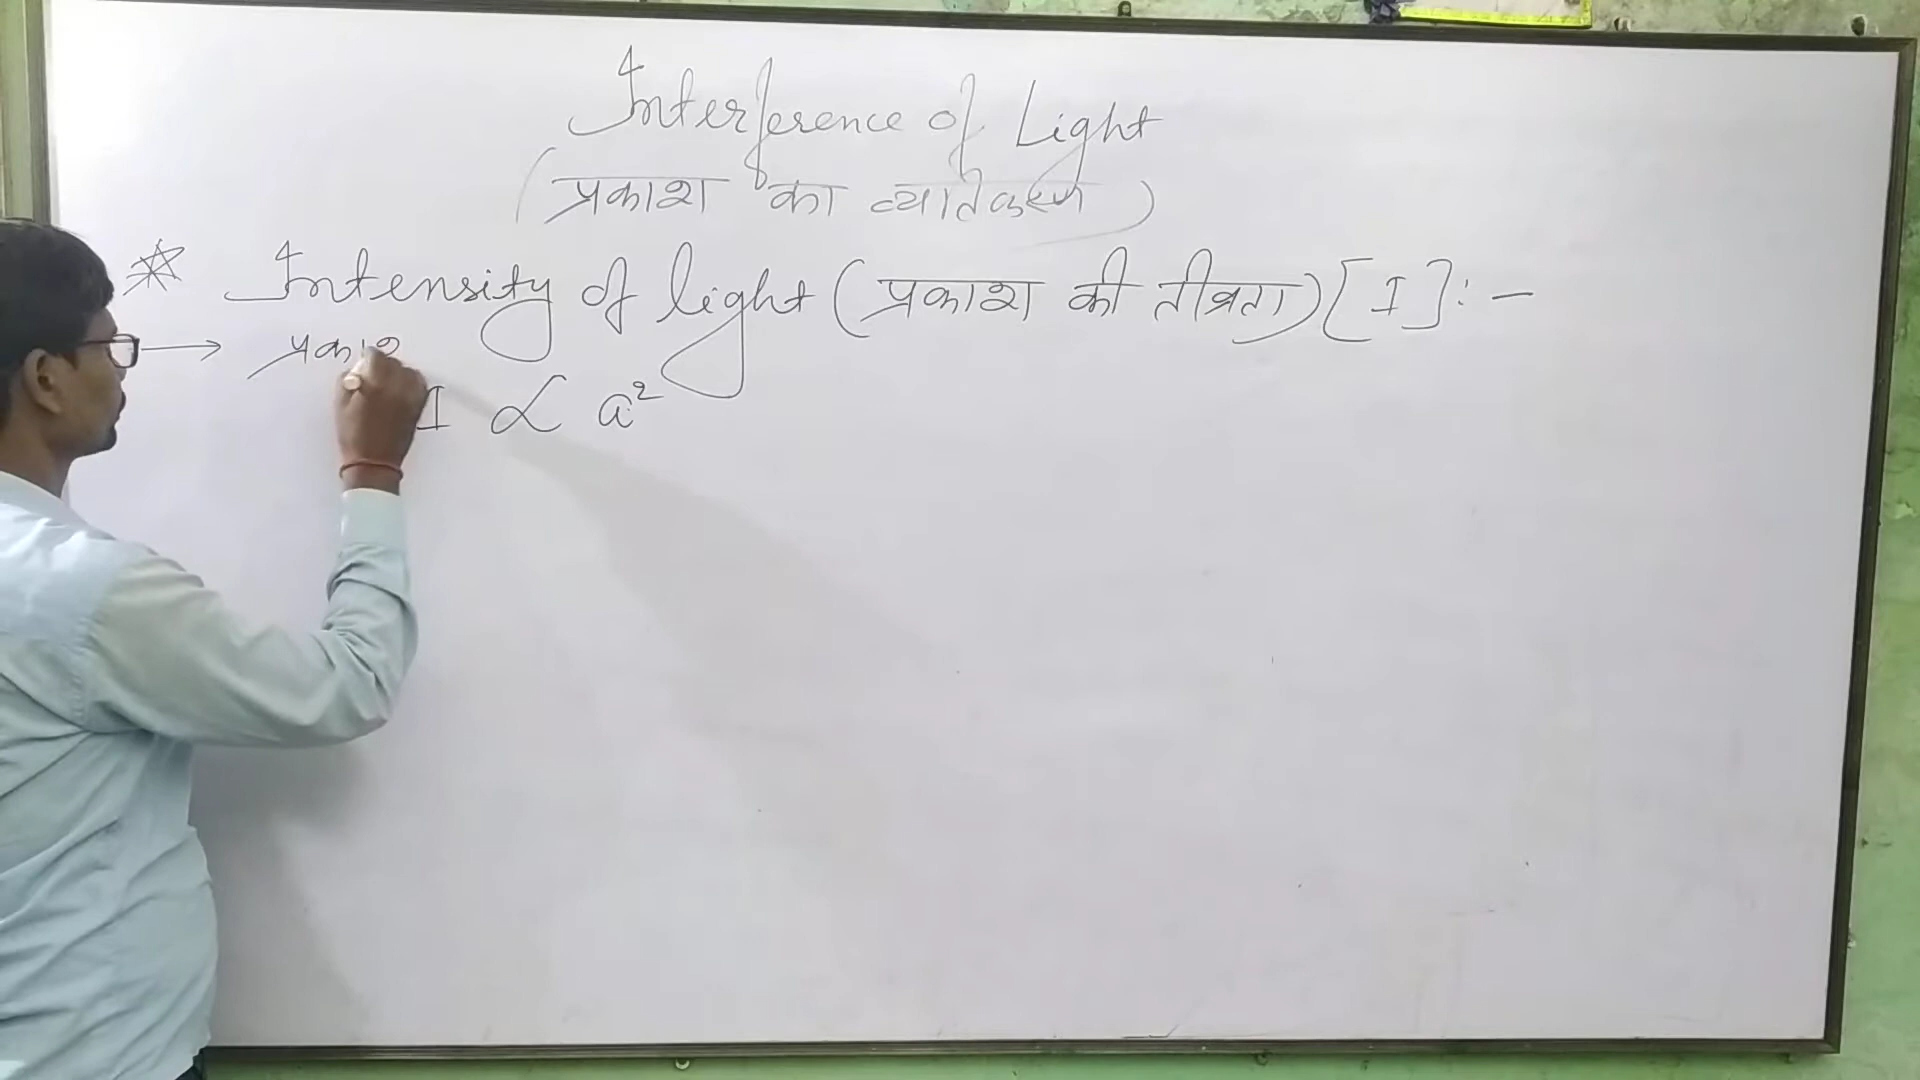 Interference of Light
(प्रकाश का व्यतिकरण)
* Intensity of light (प्रकाश की तीव्रता) [I] : -
→ प्रकाश
I ∝ a²